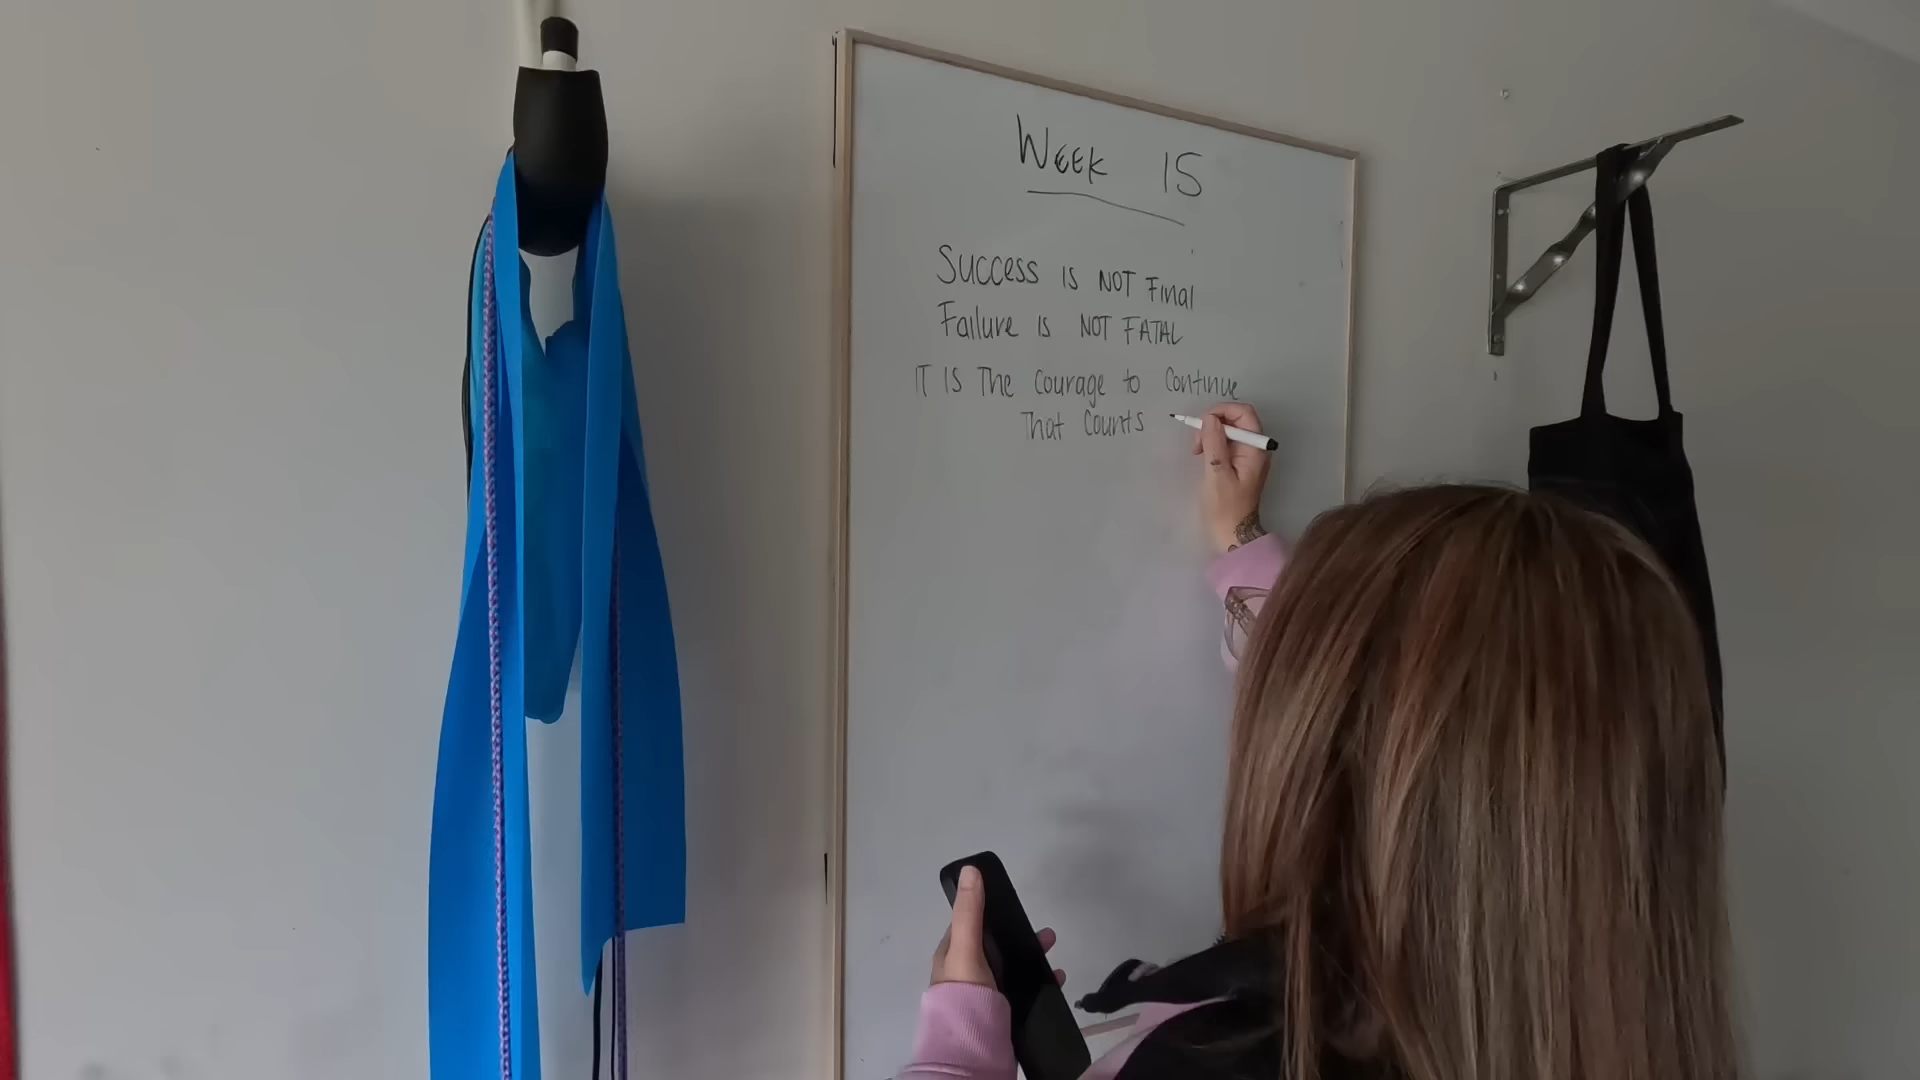 WEEK 15
Success is NOT Final
Failure is NOT FATAL
IT IS The Courage to Continue
That Counts